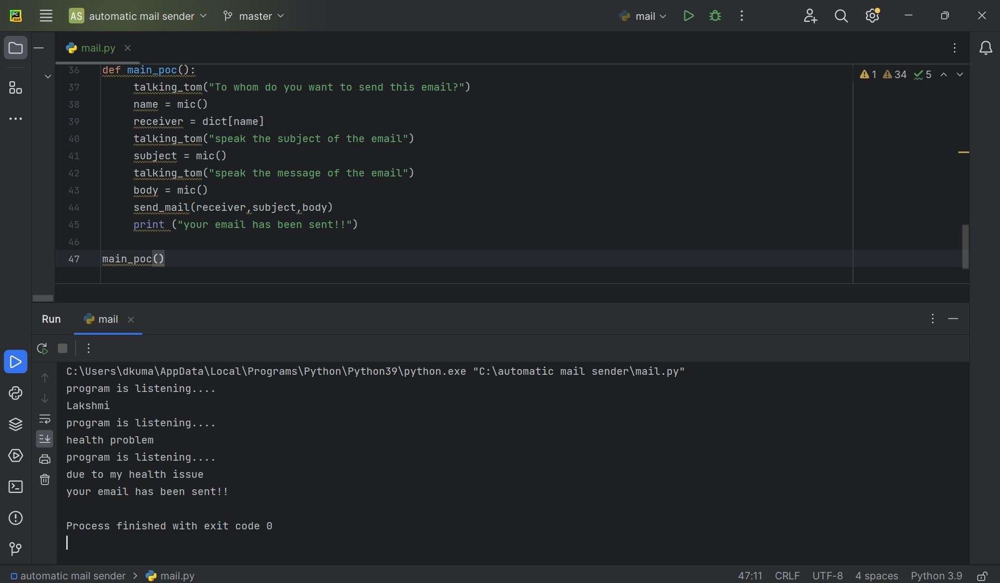 PC
EAP
AS automatic mail sender master mail
mail.py
1 34 5
36 def main_poc():
37 talking_tom("To whom do you want to send this email?")
38 name = mic()
39 receiver = dict[name]
40 talking_tom("speak the subject of the email")
41 subject = mic()
42 talking_tom("speak the message of the email")
43 body = mic()
44 send_mail(receiver,subject,body)
45 print ("your email has been sent!!")
46
47 main_poc()
Run mail
C:\Users\dkuma\AppData\Local\Programs\Python\Python39\python.exe "C:\automatic mail sender\mail.py"
program is listening....
Lakshmi
program is listening....
health problem
program is listening....
due to my health issue
your email has been sent!!
Process finished with exit code 0
automatic mail sender > mail.py 47:11 CRLF UTF-8 4 spaces Python 3.9